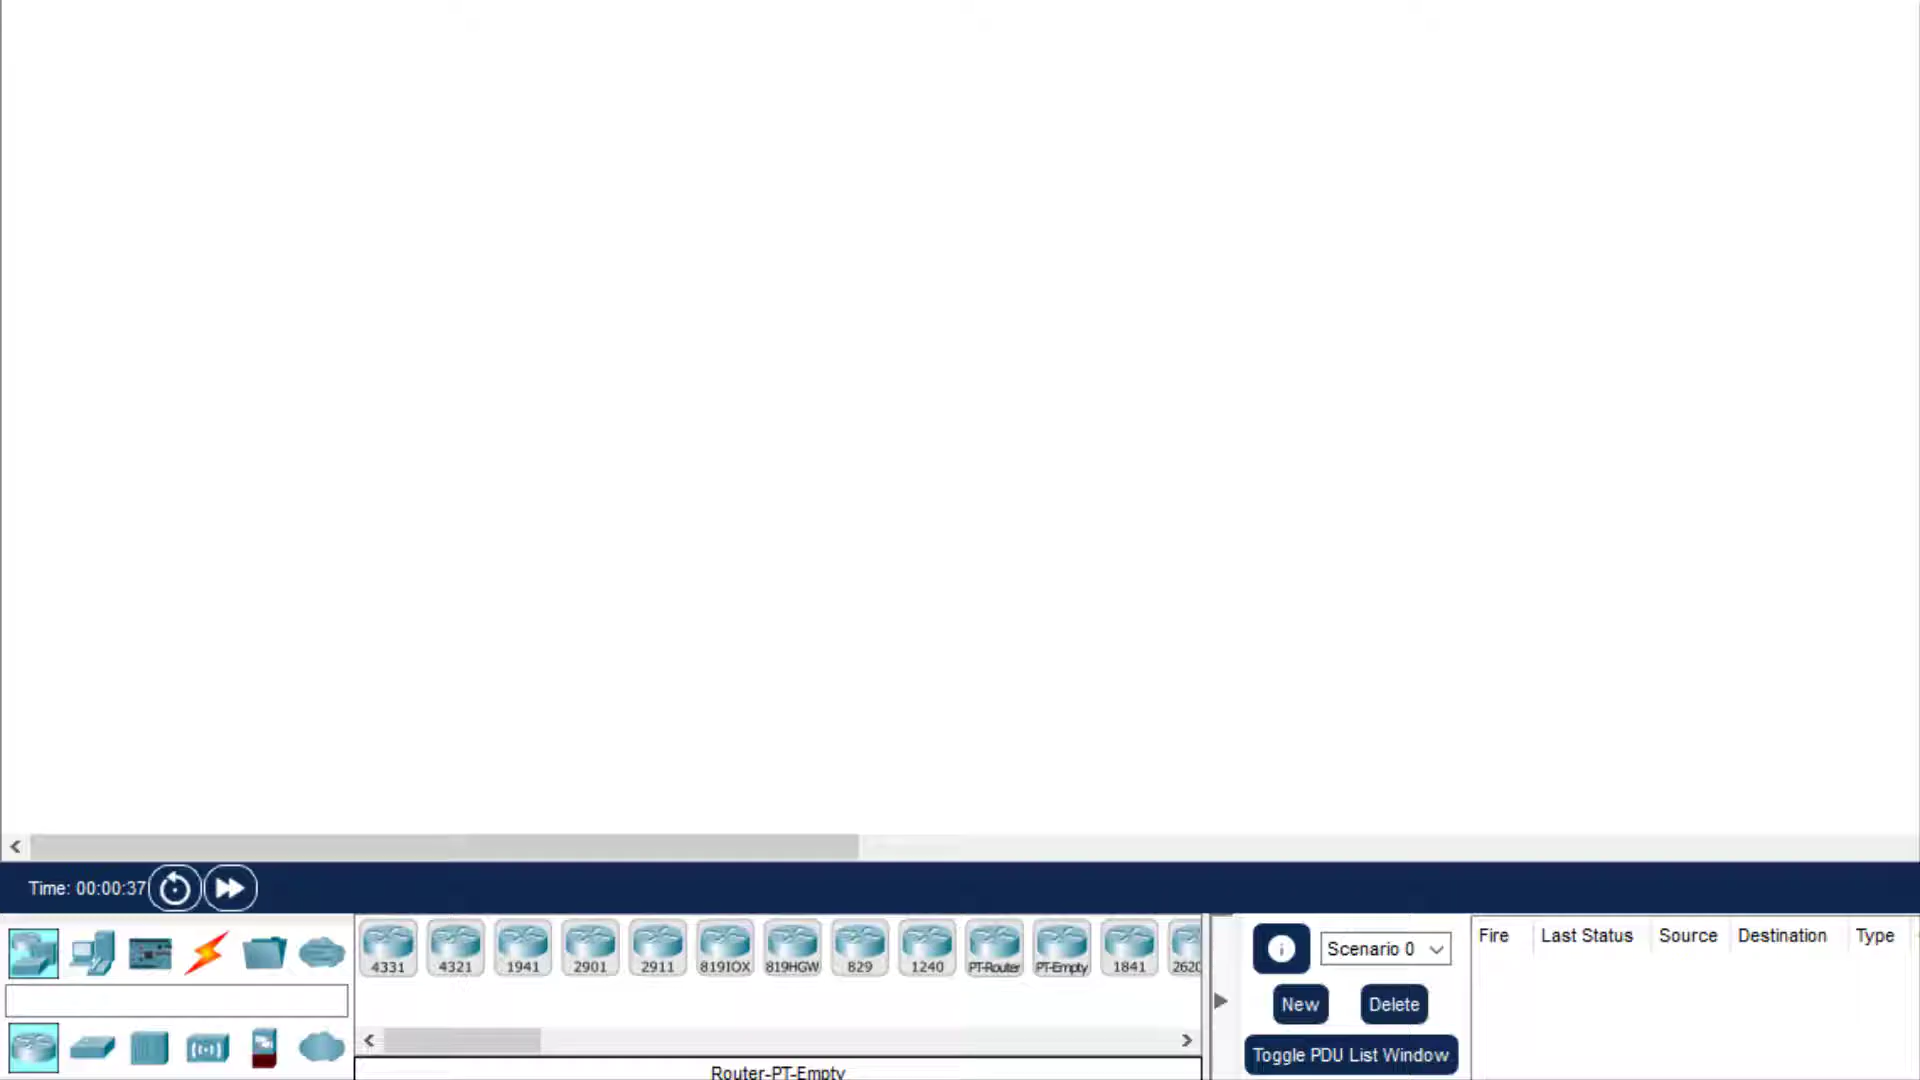 Time: 00:00:37
4331 4321 1941 2901 2911 819IOX 819HGW 829 1240 PT-Router PT-Empty 1841 2620
Router-PT-Empty
Scenario 0
New Delete
Toggle PDU List Window
Fire Last Status Source Destination Type